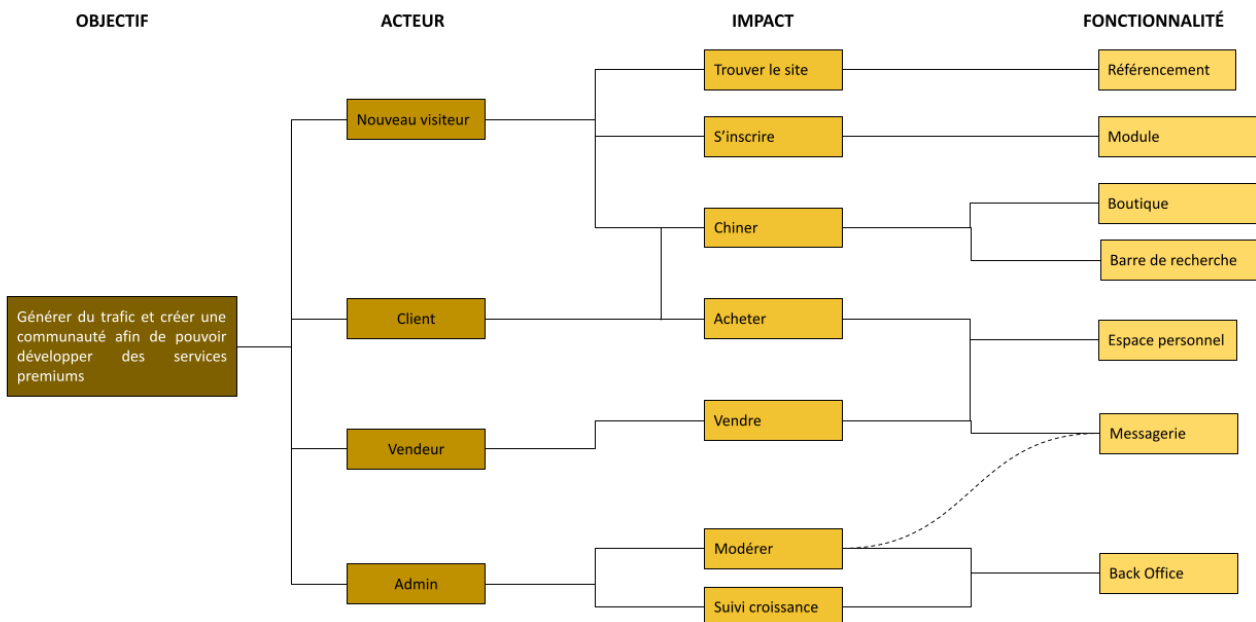 OBJECTIF
ACTEUR
IMPACT
FONCTIONNALITÉ
Trouver le site
Référencement
Nouveau visiteur
S’inscrire
Module
Boutique
Chiner
Barre de recherche
Générer du trafic et créer une
communauté afin de pouvoir
développer des services
premiums
Client
Acheter
Espace personnel
Vendre
Messagerie
Vendeur
Modérer
Back Office
Admin
Suivi croissance